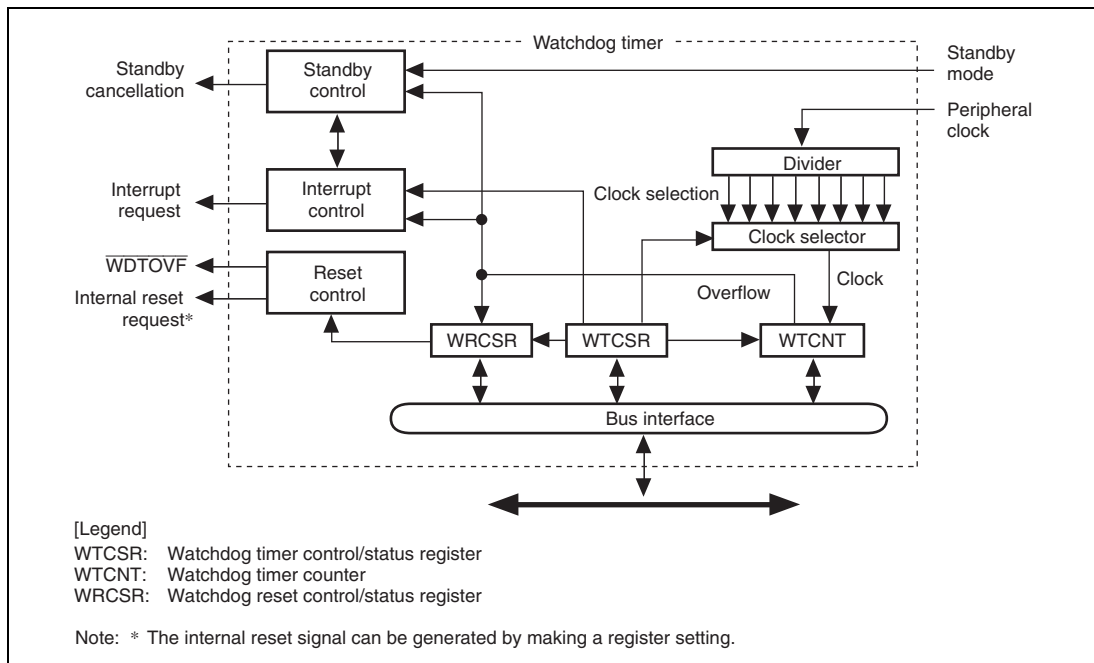 Watchdog timer
Standby
cancellation
Standby
control
Standby
mode
Peripheral
clock
Divider
Interrupt
request
Interrupt
control
Clock selection
Clock selector
WDTOVF
Internal reset
request*
Reset
control
Overflow
Clock
WRCSR
WTCSR
WTCNT
Bus interface
[Legend]
WTCSR: Watchdog timer control/status register
WTCNT: Watchdog timer counter
WRCSR: Watchdog reset control/status register
Note: * The internal reset signal can be generated by making a register setting.